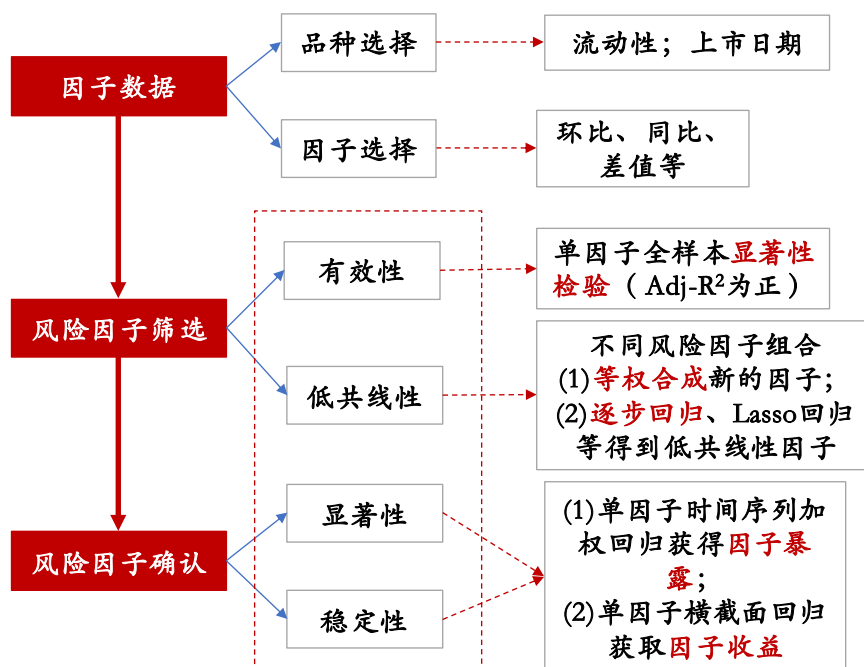 因子数据
品种选择
流动性；上市日期
因子选择
环比、同比、
差值等
风险因子筛选
有效性
单因子全样本显著性
检验（Adj-R²为正）
低共线性
不同风险因子组合
(1)等权合成新的因子；
(2)逐步回归、Lasso回归
等得到低共线性因子
风险因子确认
显著性
稳定性
(1)单因子时间序列加
权回归获得因子暴
露；
(2)单因子横截面回归
获取因子收益